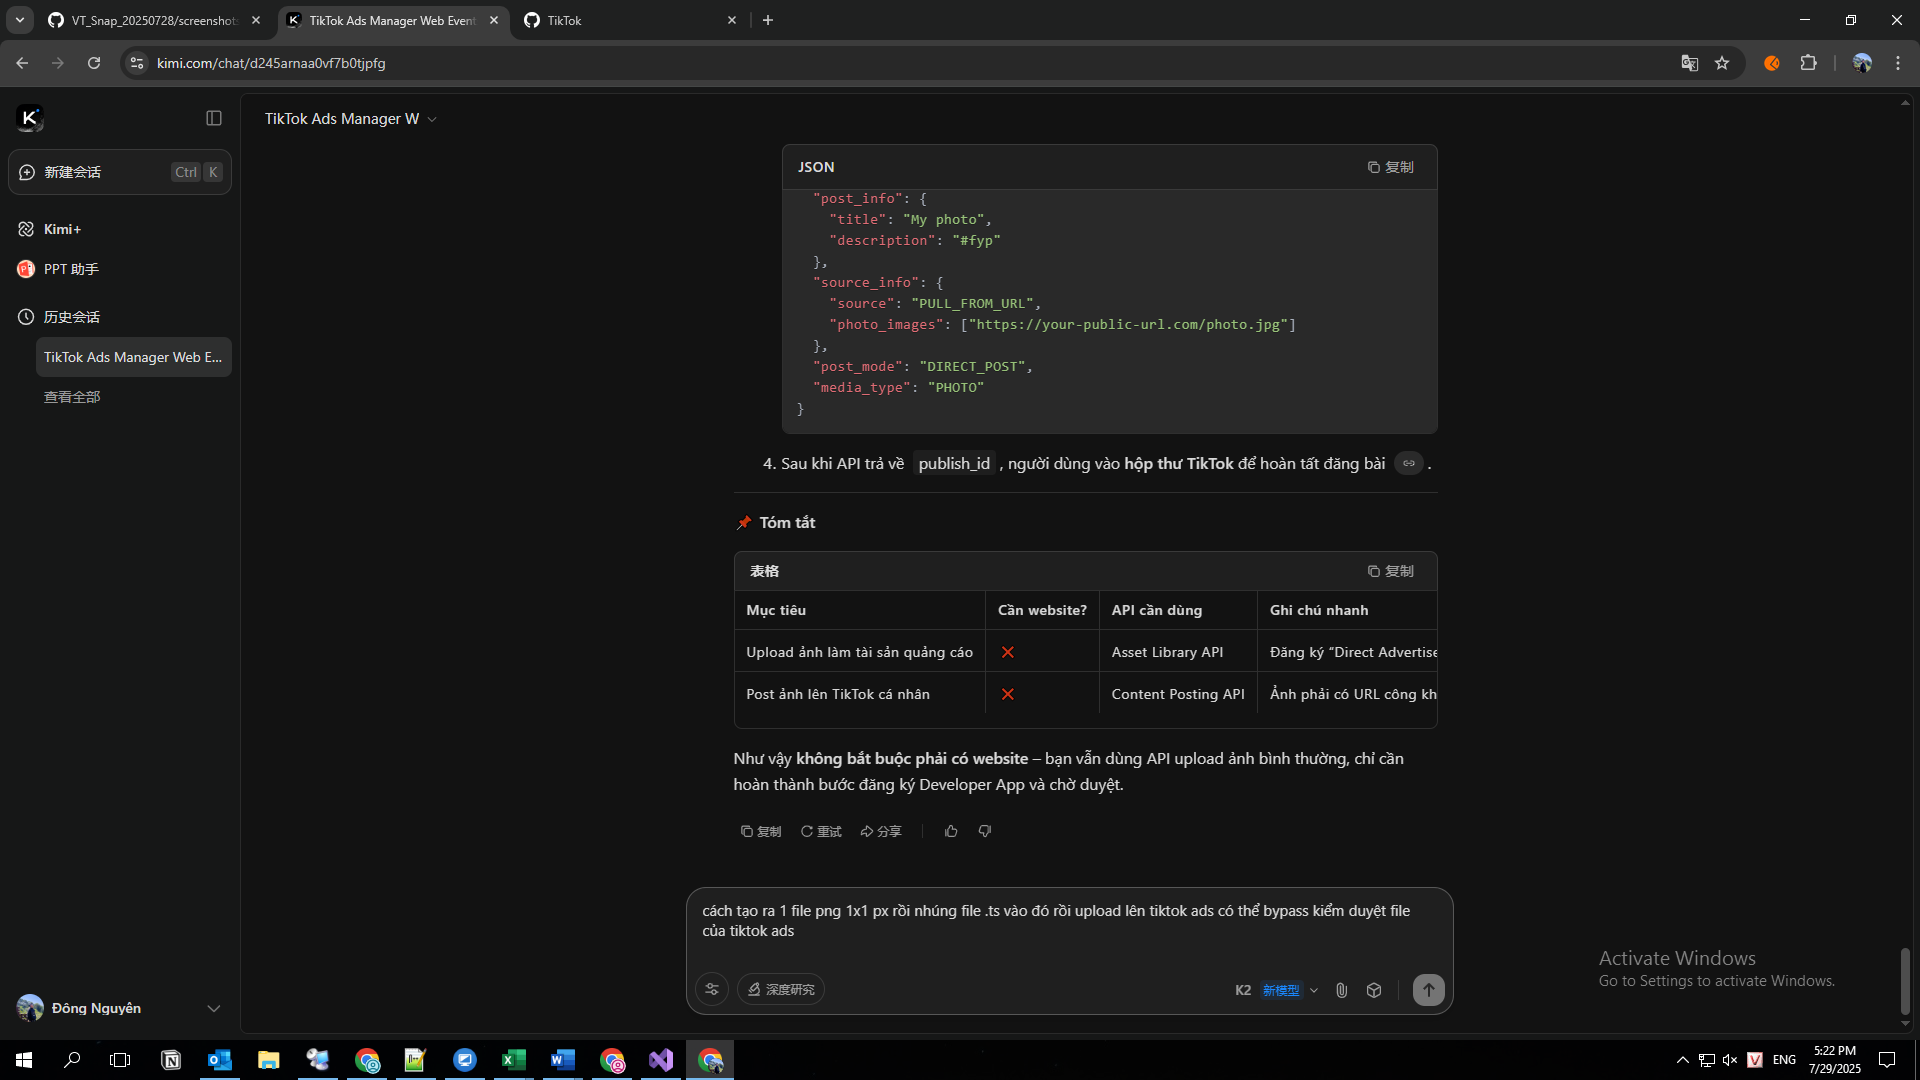 VT_Snap_20250728/screenshots
TikTok Ads Manager Web Event
TikTok
kimi.com/chat/d245arnaa0vf7b0tjpfg
TikTok Ads Manager W
新建会话
Ctrl K
Kimi+
PPT 助手
历史会话
TikTok Ads Manager Web E...
查看全部
JSON
复制
"post_info": {
"title": "My photo",
"description": "#fyp"
},
"source_info": {
"source": "PULL_FROM_URL",
"photo_images": ["https://your-public-url.com/photo.jpg"]
},
"post_mode": "DIRECT_POST",
"media_type": "PHOTO"
}
4. Sau khi API trả về publish_id , người dùng vào hộp thư TikTok để hoàn tất đăng bài .
📌 Tóm tắt
表格
复制
Mục tiêu Cần website? API cần dùng Ghi chú nhanh
Upload ảnh làm tài sản quảng cáo ❌ Asset Library API Đăng ký “Direct Advertise
Post ảnh lên TikTok cá nhân ❌ Content Posting API Ảnh phải có URL công kh
Như vậy không bắt buộc phải có website – bạn vẫn dùng API upload ảnh bình thường, chỉ cần
hoàn thành bước đăng ký Developer App và chờ duyệt.
复制 重试 分享
cách tạo ra 1 file png 1x1 px rồi nhúng file .ts vào đó rồi upload lên tiktok ads có thể bypass kiểm duyệt file
của tiktok ads
深度研究
K2 新模型
Activate Windows
Go to Settings to activate Windows.
Đông Nguyên
ENG
5:22 PM
7/29/2025